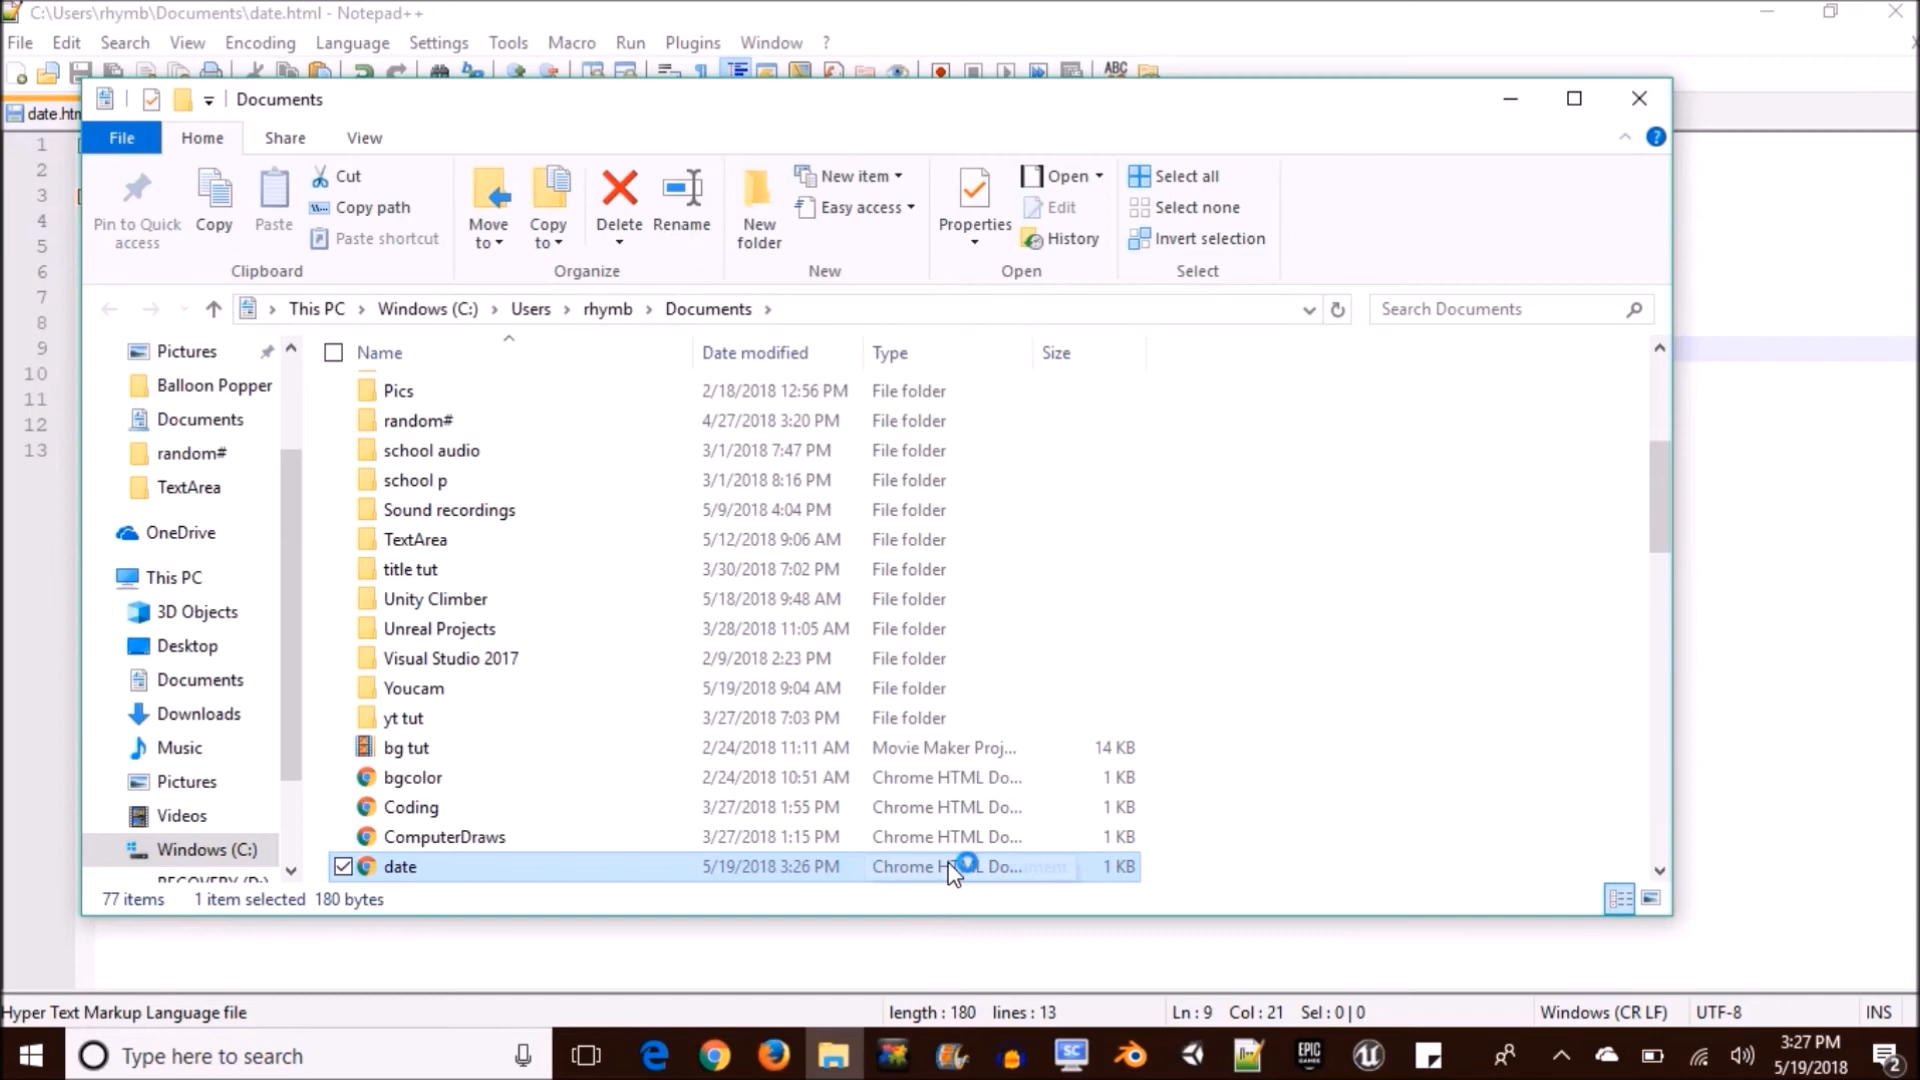 C:\Users\rhymb\Documents\date.html - Notepad++
File Edit Search View Encoding Language Settings Tools Macro Run Plugins Window ?
ABC
Documents
date.htm
File Home Share View
1
2
3
4
5
6
7
8
9
10
11
12
13
Pin to Quick access
Copy
Paste
Cut
Copy path
Paste shortcut
Clipboard
Move to
Copy to
Delete
Rename
Organize
New folder
New item
Easy access
New
Properties
Open
Edit
History
Open
Select all
Select none
Invert selection
Select
This PC > Windows (C:) > Users > rhymb > Documents >
Search Documents
Pictures
Balloon Popper
Documents
random#
TextArea
OneDrive
This PC
3D Objects
Desktop
Documents
Downloads
Music
Pictures
Videos
Windows (C:)
RECOVERY (D:)
Name Date modified Type Size
Pics 2/18/2018 12:56 PM File folder
random# 4/27/2018 3:20 PM File folder
school audio 3/1/2018 7:47 PM File folder
school p 3/1/2018 8:16 PM File folder
Sound recordings 5/9/2018 4:04 PM File folder
TextArea 5/12/2018 9:06 AM File folder
title tut 3/30/2018 7:02 PM File folder
Unity Climber 5/18/2018 9:48 AM File folder
Unreal Projects 3/28/2018 11:05 AM File folder
Visual Studio 2017 2/9/2018 2:23 PM File folder
Youcam 5/19/2018 9:04 AM File folder
yt tut 3/27/2018 7:03 PM File folder
bg tut 2/24/2018 11:11 AM Movie Maker Proj... 14 KB
bgcolor 2/24/2018 10:51 AM Chrome HTML Do... 1 KB
Coding 3/27/2018 1:55 PM Chrome HTML Do... 1 KB
ComputerDraws 3/27/2018 1:15 PM Chrome HTML Do... 1 KB
date 5/19/2018 3:26 PM Chrome HTML Do... 1 KB
77 items 1 item selected 180 bytes
Hyper Text Markup Language file length : 180 lines : 13 Ln : 9 Col : 21 Sel : 0 | 0 Windows (CR LF) UTF-8 INS
Type here to search
SC
EPIC GAMES
3:27 PM
5/19/2018
2